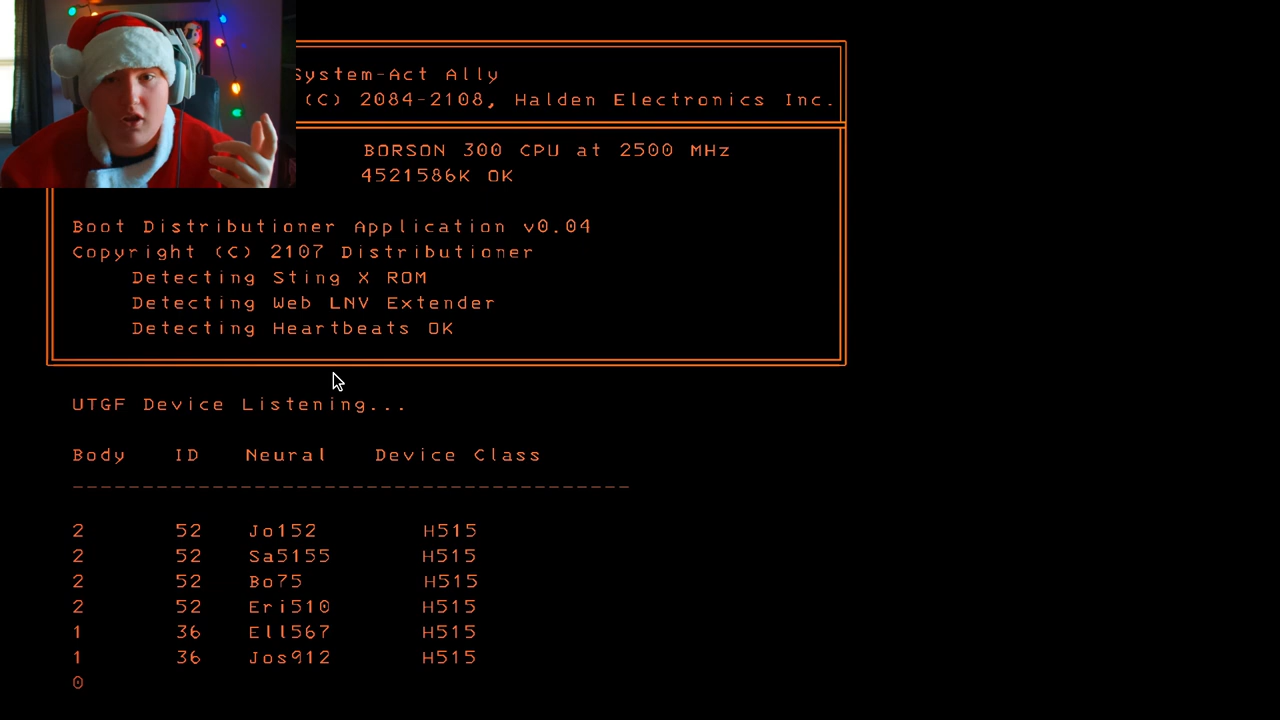 System-Act Ally
(C) 2084-2108, Halden Electronics Inc.
BORSON 300 CPU at 2500 MHz
4521586K OK
Boot Distributioner Application v0.04
Copyright (C) 2107 Distributioner
Detecting Sting X ROM
Detecting Web LNV Extender
Detecting Heartbeats OK
UTGF Device Listening...
Body ID Neural Device Class
2 52 Jo152 H515
2 52 Sa5155 H515
2 52 Bo75 H515
2 52 Eri510 H515
1 36 Ell567 H515
1 36 Jos912 H515
0